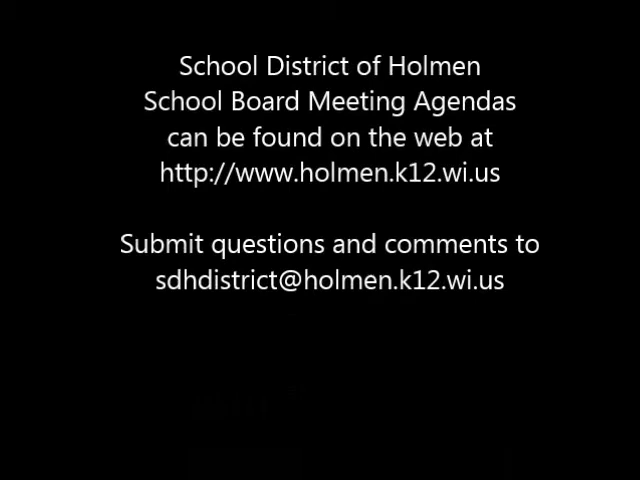 School District of Holmen
School Board Meeting Agendas
can be found on the web at
http://www.holmen.k12.wi.us
Submit questions and comments to
sdhdistrict@holmen.k12.wi.us